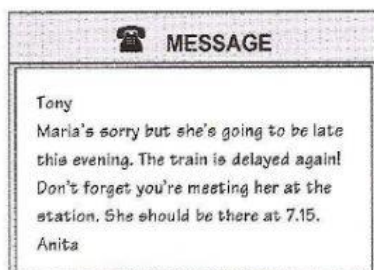 MESSAGE
Tony
Maria's sorry but she's going to be late
this evening. The train is delayed again!
Don't forget you're meeting her at the
station. She should be there at 7.15.
Anita